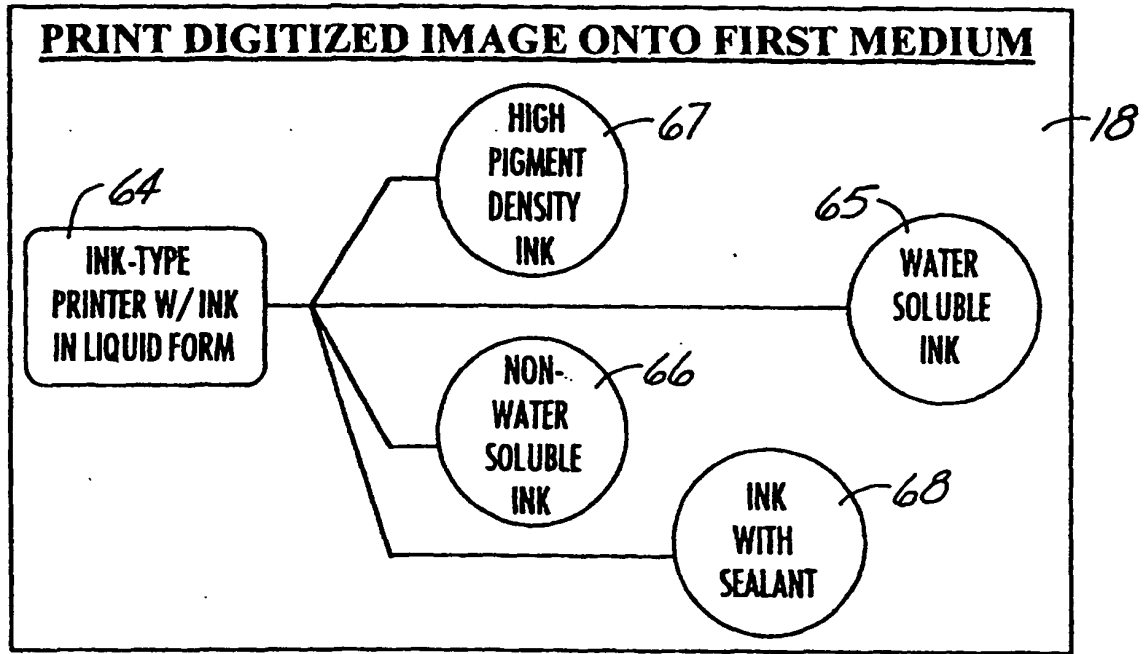 PRINT DIGITIZED IMAGE ONTO FIRST MEDIUM
18
64
INK-TYPE
PRINTER W/ INK
IN LIQUID FORM
67
HIGH
PIGMENT
DENSITY
INK
65
WATER
SOLUBLE
INK
66
NON-
WATER
SOLUBLE
INK
68
INK
WITH
SEALANT